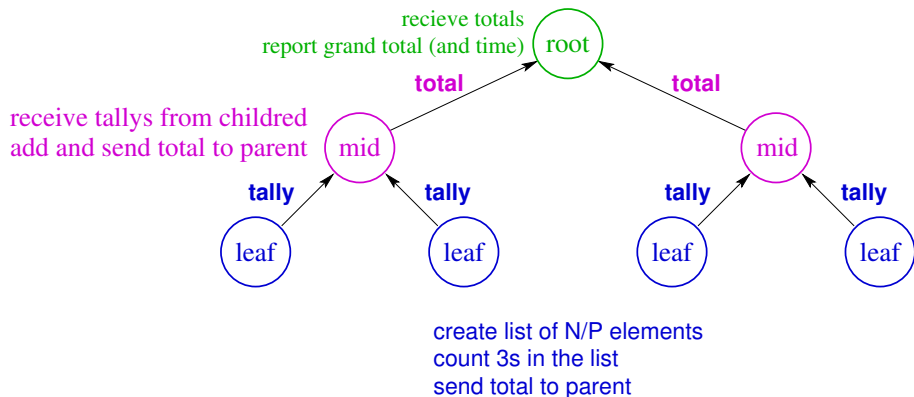 recieve totals
report grand total (and time)
root
total
total
receive tallys from childred
add and send total to parent
mid
mid
tally
tally
tally
tally
leaf
leaf
leaf
leaf
create list of N/P elements
count 3s in the list
send total to parent